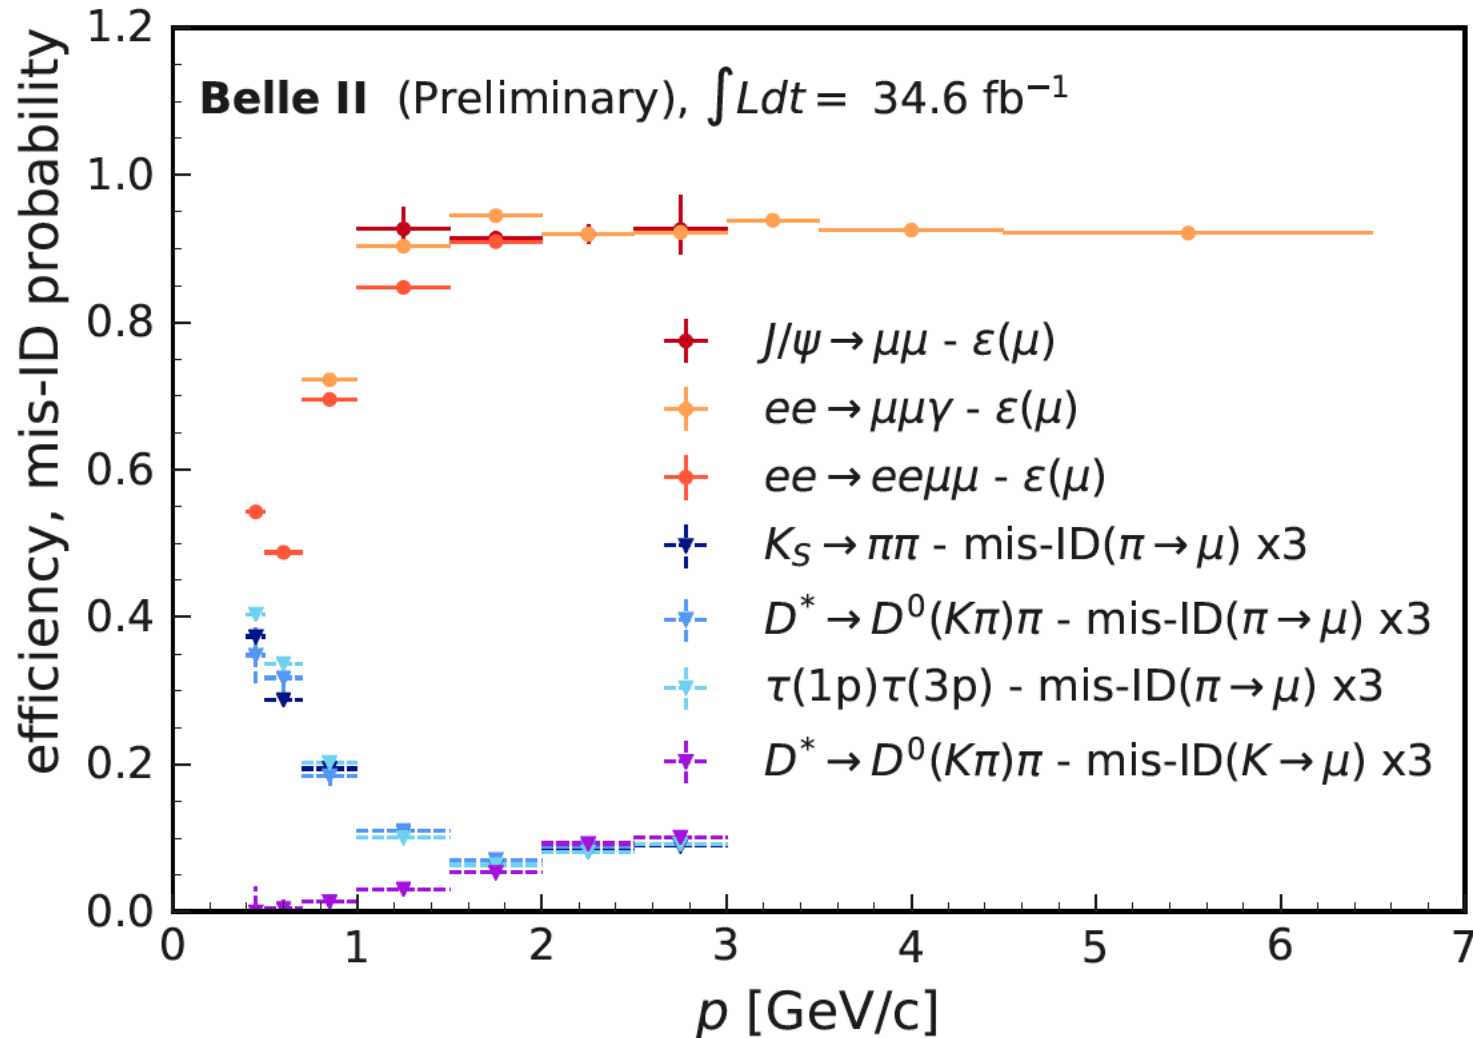 efficiency, mis-ID probability
1.2
1.0
0.8
0.6
0.4
0.2
0.0
Belle II (Preliminary), ∫Ldt = 34.6 fb⁻¹
J/ψ → μμ - ε(μ)
ee → μμγ - ε(μ)
ee → eeμμ - ε(μ)
K_S → ππ - mis-ID(π → μ) x3
D* → D⁰(Kπ)π - mis-ID(π → μ) x3
τ(1p)τ(3p) - mis-ID(π → μ) x3
D* → D⁰(Kπ)π - mis-ID(K → μ) x3
0 1 2 3 4 5 6 7
p [GeV/c]